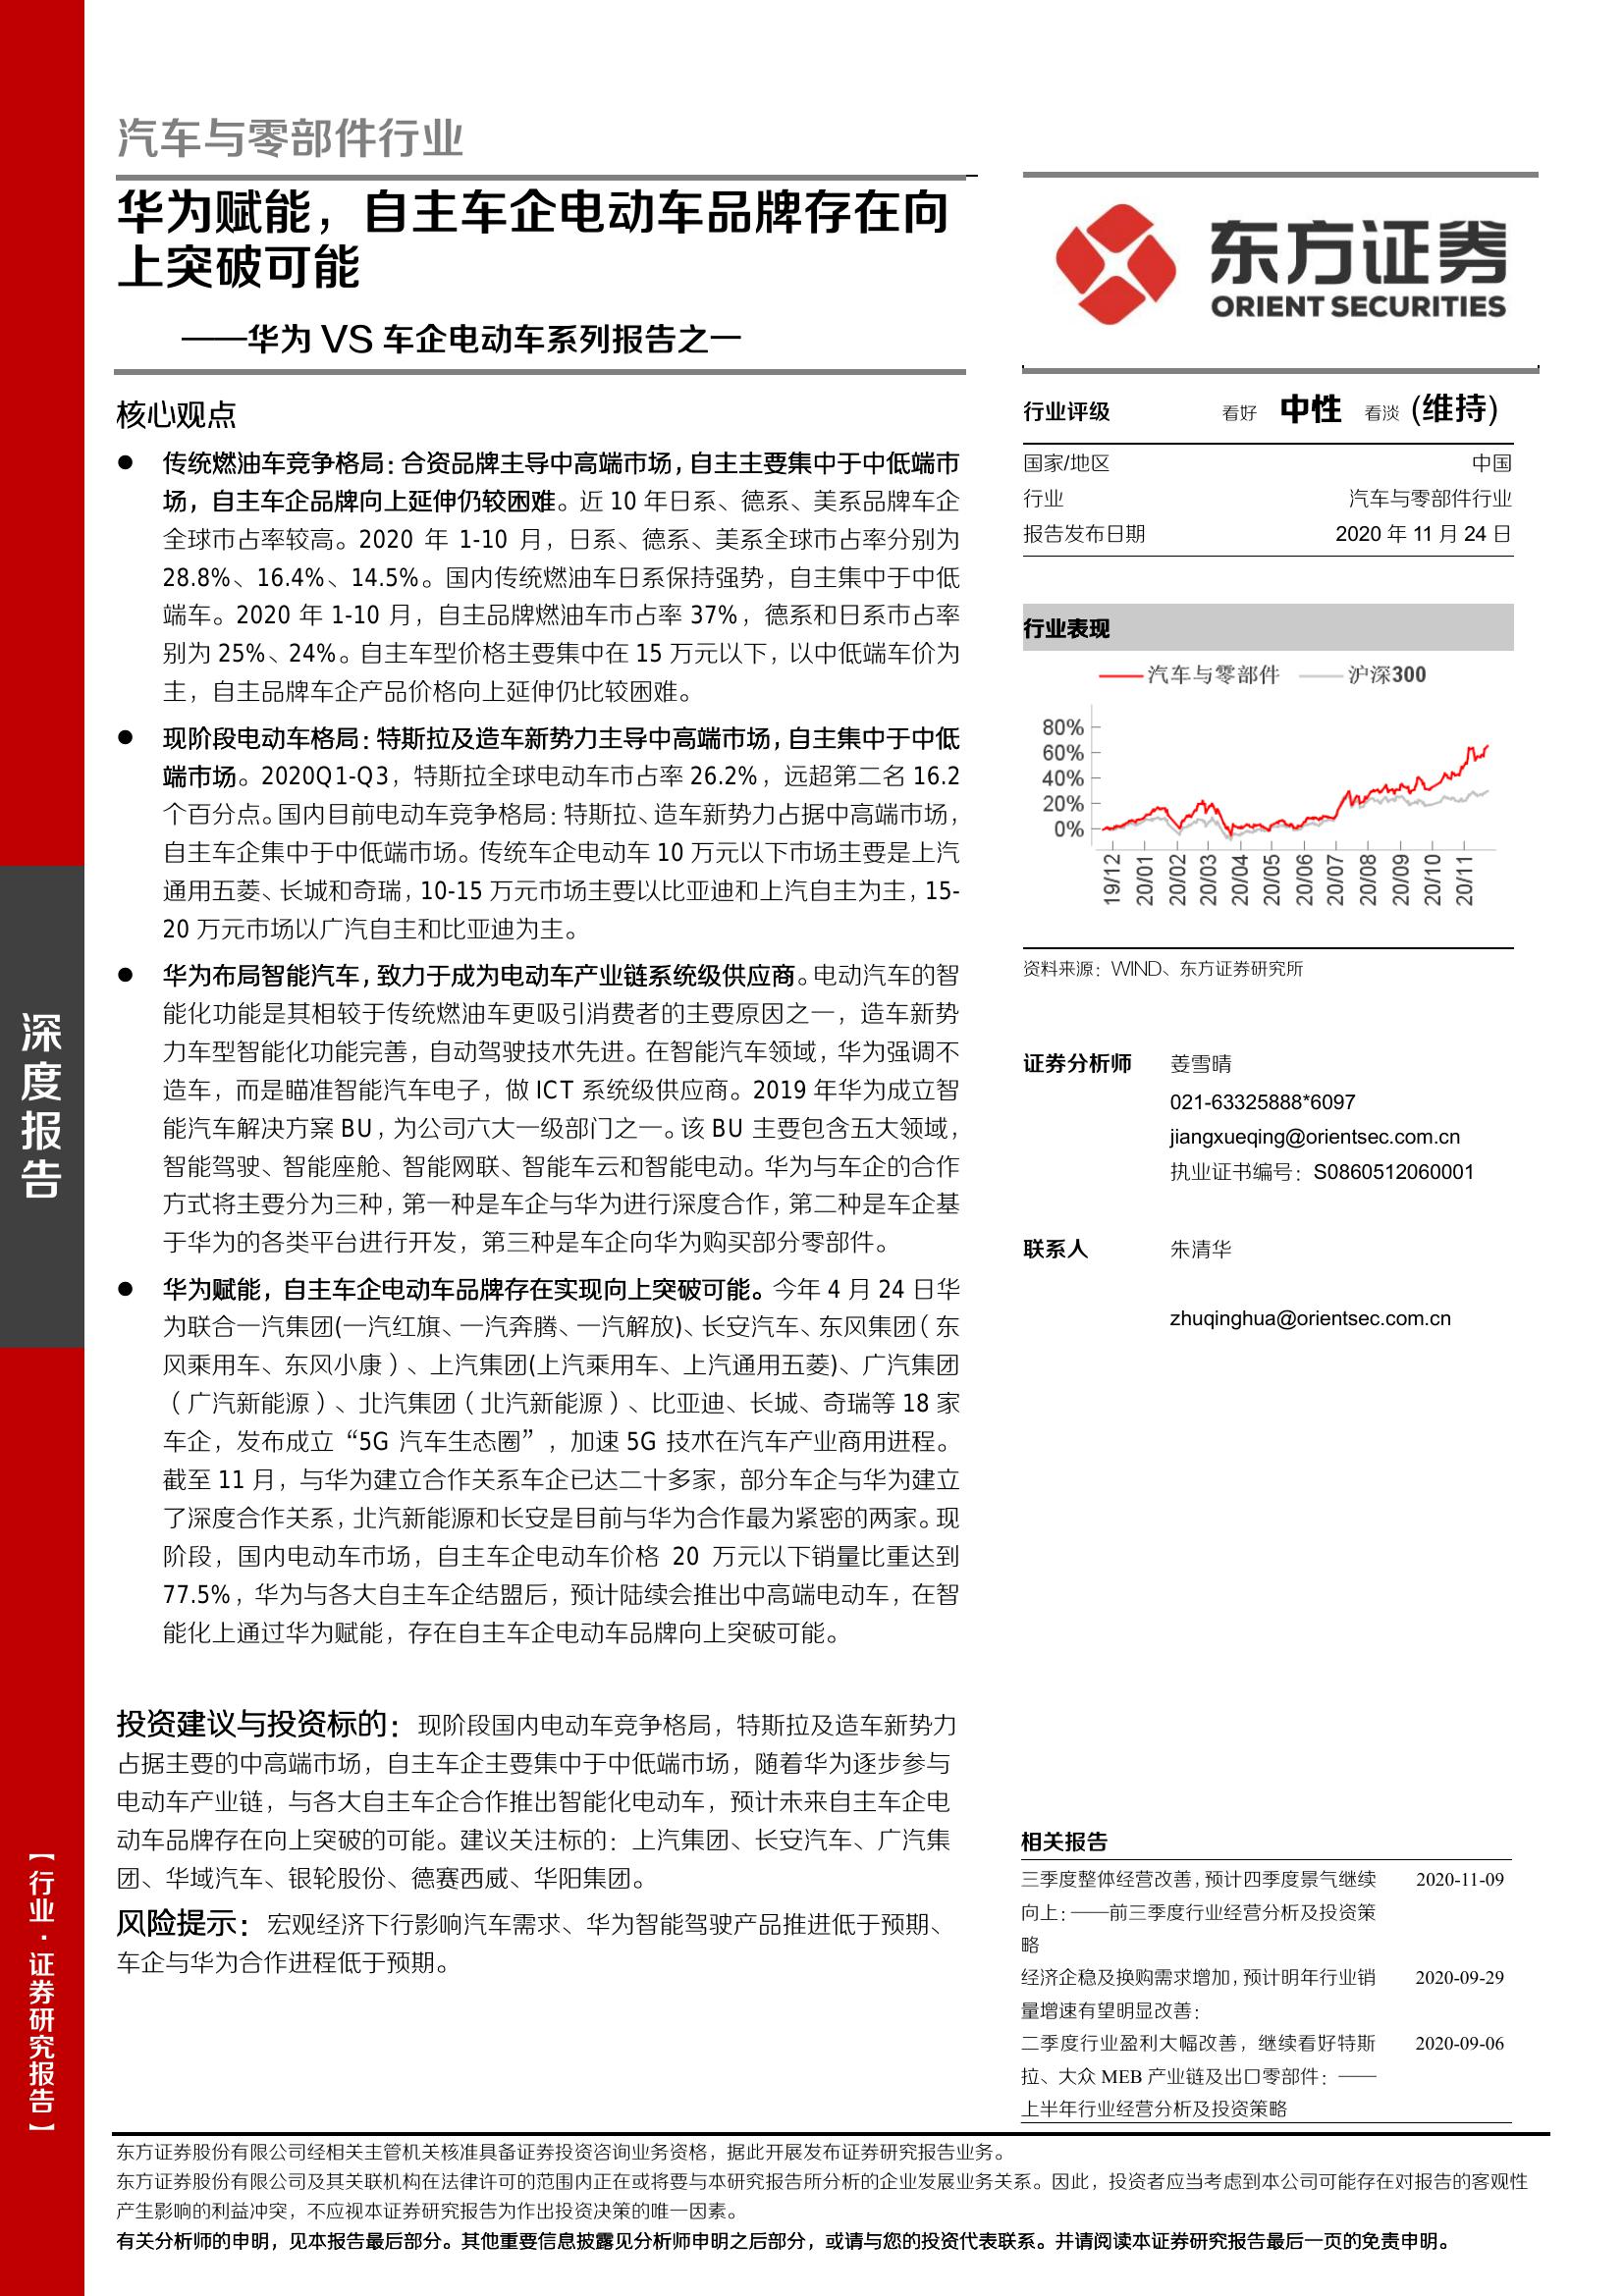 汽车与零部件行业
华为赋能，自主车企电动车品牌存在向
上突破可能
——华为 VS 车企电动车系列报告之一
核心观点
● 传统燃油车竞争格局：合资品牌主导中高端市场，自主主要集中于中低端市
场，自主车企品牌向上延伸仍较困难。近 10 年日系、德系、美系品牌车企
全球市占率较高。2020 年 1-10 月，日系、德系、美系全球市占率分别为
28.8%、16.4%、14.5%。国内传统燃油车日系保持强势，自主集中于中低
端车。2020 年 1-10 月，自主品牌燃油车市占率 37%，德系和日系市占率
别为 25%、24%。自主车型价格主要集中在 15 万元以下，以中低端车价为
主，自主品牌车企产品价格向上延伸仍比较困难。
● 现阶段电动车格局：特斯拉及造车新势力主导中高端市场，自主集中于中低
端市场。2020Q1-Q3，特斯拉全球电动车市占率 26.2%，远超第二名 16.2
个百分点。国内目前电动车竞争格局：特斯拉、造车新势力占据中高端市场，
自主车企集中于中低端市场。传统车企电动车 10 万元以下市场主要是上汽
通用五菱、长城和奇瑞，10-15 万元市场主要以比亚迪和上汽自主为主，15-
20 万元市场以广汽自主和比亚迪为主。
● 华为布局智能汽车，致力于成为电动车产业链系统级供应商。电动汽车的智
能化功能是其相较于传统燃油车更吸引消费者的主要原因之一，造车新势
力车型智能化功能完善，自动驾驶技术先进。在智能汽车领域，华为强调不
造车，而是瞄准智能汽车电子，做 ICT 系统级供应商。2019 年华为成立智
能汽车解决方案 BU，为公司六大一级部门之一。该 BU 主要包含五大领域，
智能驾驶、智能座舱、智能网联、智能车云和智能电动。华为与车企的合作
方式将主要分为三种，第一种是车企与华为进行深度合作，第二种是车企基
于华为的各类平台进行开发，第三种是车企向华为购买部分零部件。
● 华为赋能，自主车企电动车品牌存在实现向上突破可能。今年 4 月 24 日华
为联合一汽集团(一汽红旗、一汽奔腾、一汽解放)、长安汽车、东风集团（东
风乘用车、东风小康）、上汽集团(上汽乘用车、上汽通用五菱)、广汽集团
（广汽新能源）、北汽集团（北汽新能源）、比亚迪、长城、奇瑞等 18 家
车企，发布成立“5G 汽车生态圈”，加速 5G 技术在汽车产业商用进程。
截至 11 月，与华为建立合作关系车企已达二十多家，部分车企与华为建立
了深度合作关系，北汽新能源和长安是目前与华为合作最为紧密的两家。现
阶段，国内电动车市场，自主车企电动车价格 20 万元以下销量比重达到
77.5%，华为与各大自主车企结盟后，预计陆续会推出中高端电动车，在智
能化上通过华为赋能，存在自主车企电动车品牌向上突破可能。
投资建议与投资标的：现阶段国内电动车竞争格局，特斯拉及造车新势力
占据主要的中高端市场，自主车企主要集中于中低端市场，随着华为逐步参与
电动车产业链，与各大自主车企合作推出智能化电动车，预计未来自主车企电
动车品牌存在向上突破的可能。建议关注标的：上汽集团、长安汽车、广汽集
团、华域汽车、银轮股份、德赛西威、华阳集团。
风险提示：宏观经济下行影响汽车需求、华为智能驾驶产品推进低于预期、
车企与华为合作进程低于预期。
东方证券
ORIENT SECURITIES
行业评级 看好 中性 看淡 (维持)
国家/地区 中国
行业 汽车与零部件行业
报告发布日期 2020 年 11 月 24 日
行业表现
汽车与零部件 沪深300
80%
60%
40%
20%
0%
19/12 20/01 20/02 20/03 20/04 20/05 20/06 20/07 20/08 20/09 20/10 20/11
资料来源：WIND、东方证券研究所
证券分析师 姜雪晴
021-63325888*6097
jiangxueqing@orientsec.com.cn
执业证书编号：S0860512060001
联系人 朱清华
zhuqinghua@orientsec.com.cn
相关报告
三季度整体经营改善，预计四季度景气继续 2020-11-09
向上：——前三季度行业经营分析及投资策
略
经济企稳及换购需求增加，预计明年行业销 2020-09-29
量增速有望明显改善：
二季度行业盈利大幅改善，继续看好特斯 2020-09-06
拉、大众 MEB 产业链及出口零部件：——
上半年行业经营分析及投资策略
深度报告
【行业·证券研究报告】
东方证券股份有限公司经相关主管机关核准具备证券投资咨询业务资格，据此开展发布证券研究报告业务。
东方证券股份有限公司及其关联机构在法律许可的范围内正在或将要与本研究报告所分析的企业发展业务关系。因此，投资者应当考虑到本公司可能存在对报告的客观性
产生影响的利益冲突，不应视本证券研究报告为作出投资决策的唯一因素。
有关分析师的申明，见本报告最后部分。其他重要信息披露见分析师申明之后部分，或请与您的投资代表联系。并请阅读本证券研究报告最后一页的免责申明。